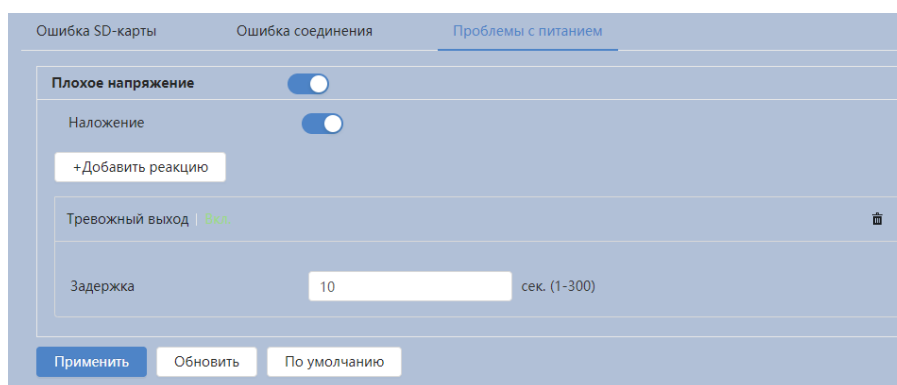 Ошибка SD-карты Ошибка соединения Проблемы с питанием
Плохое напряжение
Наложение
+Добавить реакцию
Тревожный выход |
Задержка 10 сек. (1-300)
Применить Обновить По умолчанию